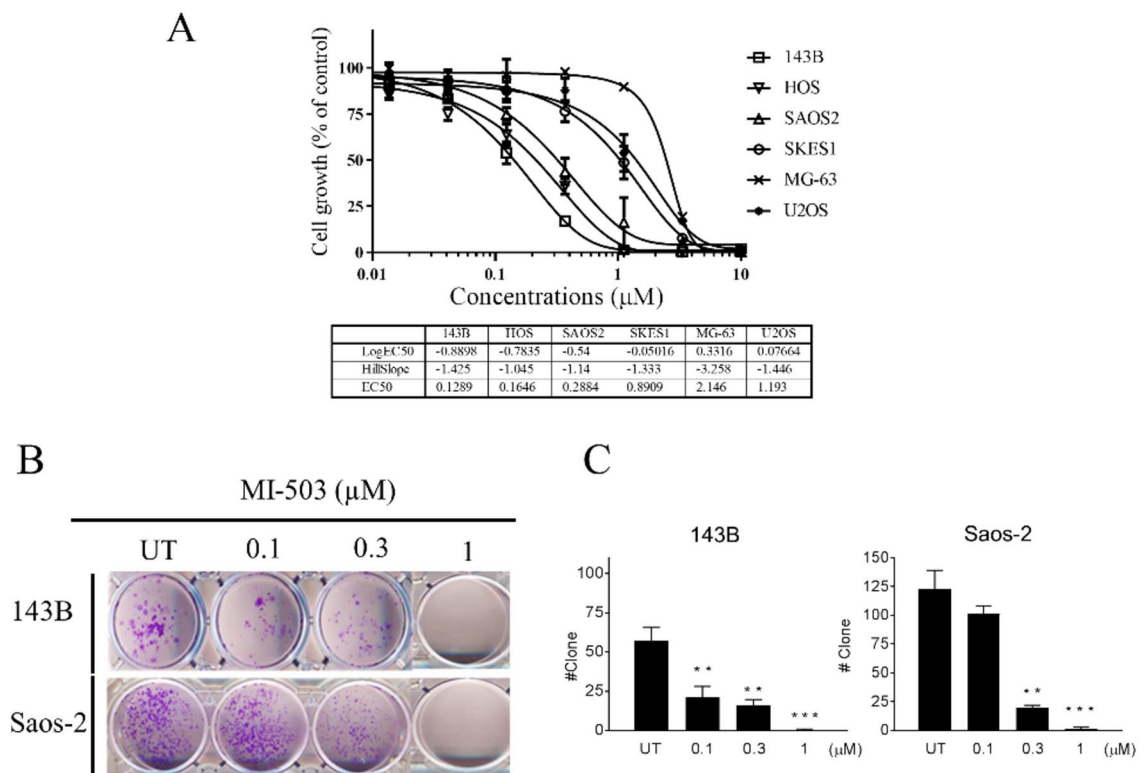 A
100
75
50
25
0
Cell growth (% of control)
0.01 0.1 1 10
Concentrations (µM)
143B
HOS
SAOS2
SKES1
MG-63
U2OS
143B HOS SAOS2 SKES1 MG-63 U2OS
LogEC50 -0.8898 -0.7835 -0.54 -0.05016 0.3316 0.07664
HillSlope -1.425 -1.045 -1.14 -1.333 -3.258 -1.446
EC50 0.1289 0.1646 0.2884 0.8909 2.146 1.193
B
MI-503 (µM)
UT 0.1 0.3 1
143B
Saos-2
C
143B
100
75
50
25
0
#Clone
** ** ***
UT 0.1 0.3 1 (µM)
Saos-2
150
125
100
75
50
25
0
# Clone
** ***
UT 0.1 0.3 1 (µM)